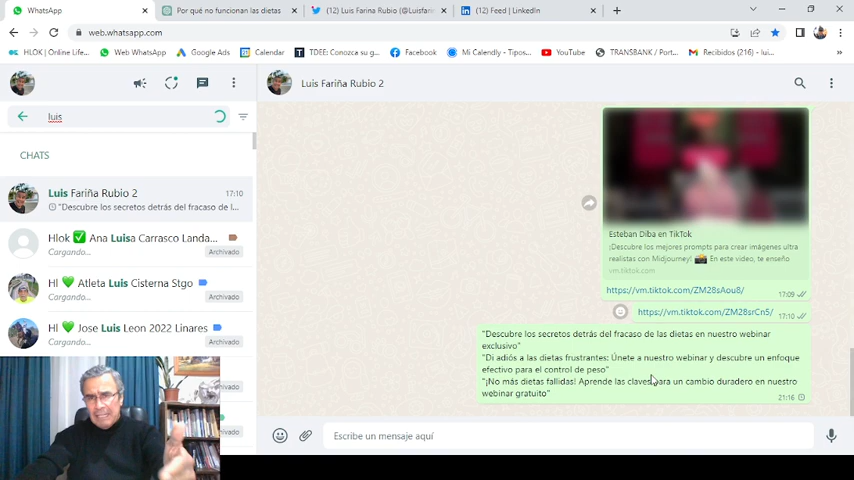 WhatsApp
Por qué no funcionan las dietas
(12) Luis Farina Rubio (@Luisfare
(12) Feed | LinkedIn
web.whatsapp.com
HLOK | Online Life...
Web WhatsApp
Google Ads
Calendar
TDEE: Conozca su g...
Facebook
Mi Calendly - Tipos...
YouTube
TRANSBANK / Port...
Recibidos (216) - lui...
Luis Fariña Rubio 2
luis
CHATS
Luis Fariña Rubio 2
17:10
"Descubre los secretos detrás del fracaso de l...
Hlok ✅ Ana Luisa Carrasco Landa...
Cargando...
Archivado
Hl 💚 Atleta Luis Cisterna Stgo
Cargando...
Archivado
Hl 💚 Jose Luis Leon 2022 Linares
Cargando...
Archivado
Esteban Diba en TikTok
¡Descubre los mejores prompts para crear imágenes ultra
realistas con Midjourney! 📸 En este video, te enseño
vm.tiktok.com
https://vm.tiktok.com/ZM28sAou8/
17:09
https://vm.tiktok.com/ZM28srCn5/
17:10
"Descubre los secretos detrás del fracaso de las dietas en nuestro webinar
exclusivo"
"Di adiós a las dietas frustrantes: Únete a nuestro webinar y descubre un enfoque
efectivo para el control de peso"
"¡No más dietas fallidas! Aprende las claves para un cambio duradero en nuestro
webinar gratuito"
21:16
Escribe un mensaje aquí